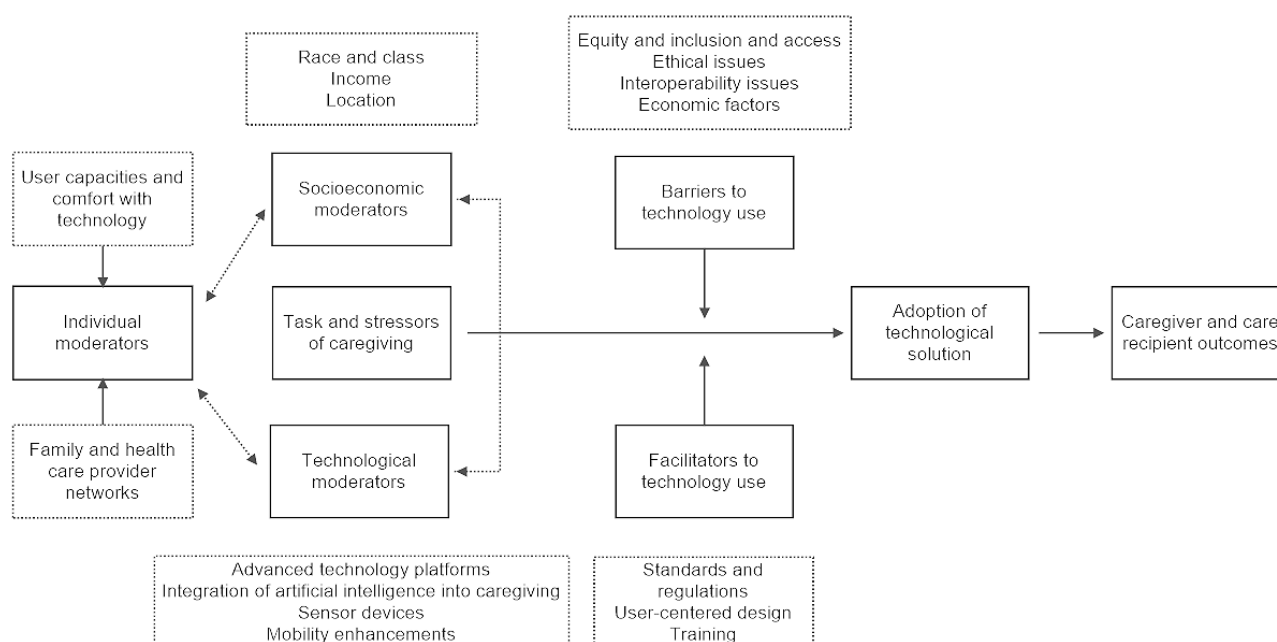 Race and class
Income
Location
Equity and inclusion and access
Ethical issues
Interoperability issues
Economic factors
User capacities and
comfort with
technology
Socioeconomic
moderators
Barriers to
technology use
Individual
moderators
Task and stressors
of caregiving
Adoption of
technological
solution
Caregiver and care
recipient outcomes
Family and health
care provider
networks
Technological
moderators
Facilitators to
technology use
Advanced technology platforms
Integration of artificial intelligence into caregiving
Sensor devices
Mobility enhancements
Standards and
regulations
User-centered design
Training